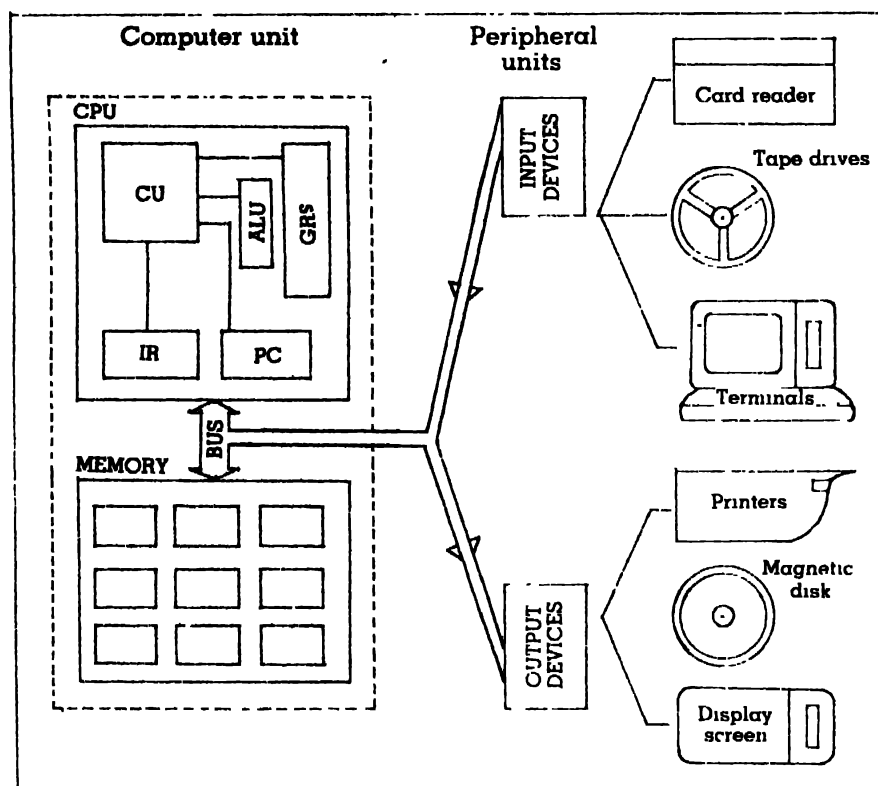 Computer unit
Peripheral
units
CPU
CU
ALU
GRs
IR
PC
BUS
MEMORY
INPUT
DEVICES
Card reader
Tape drives
Terminals
OUTPUT
DEVICES
Printers
Magnetic
disk
Display
screen